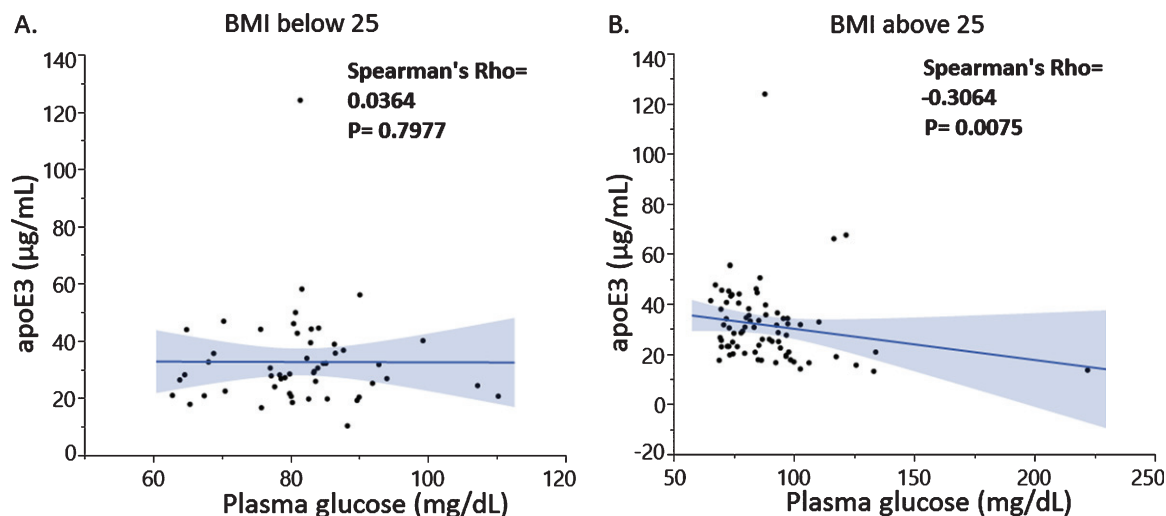 A.
BMI below 25
Spearman's Rho=
0.0364
P= 0.7977
apoE3 (µg/mL)
140
120
100
80
60
40
20
0
60
80
100
120
Plasma glucose (mg/dL)
B.
BMI above 25
Spearman's Rho=
-0.3064
P= 0.0075
apoE3 (µg/mL)
140
120
100
80
60
40
20
0
-20
50
100
150
200
250
Plasma glucose (mg/dL)